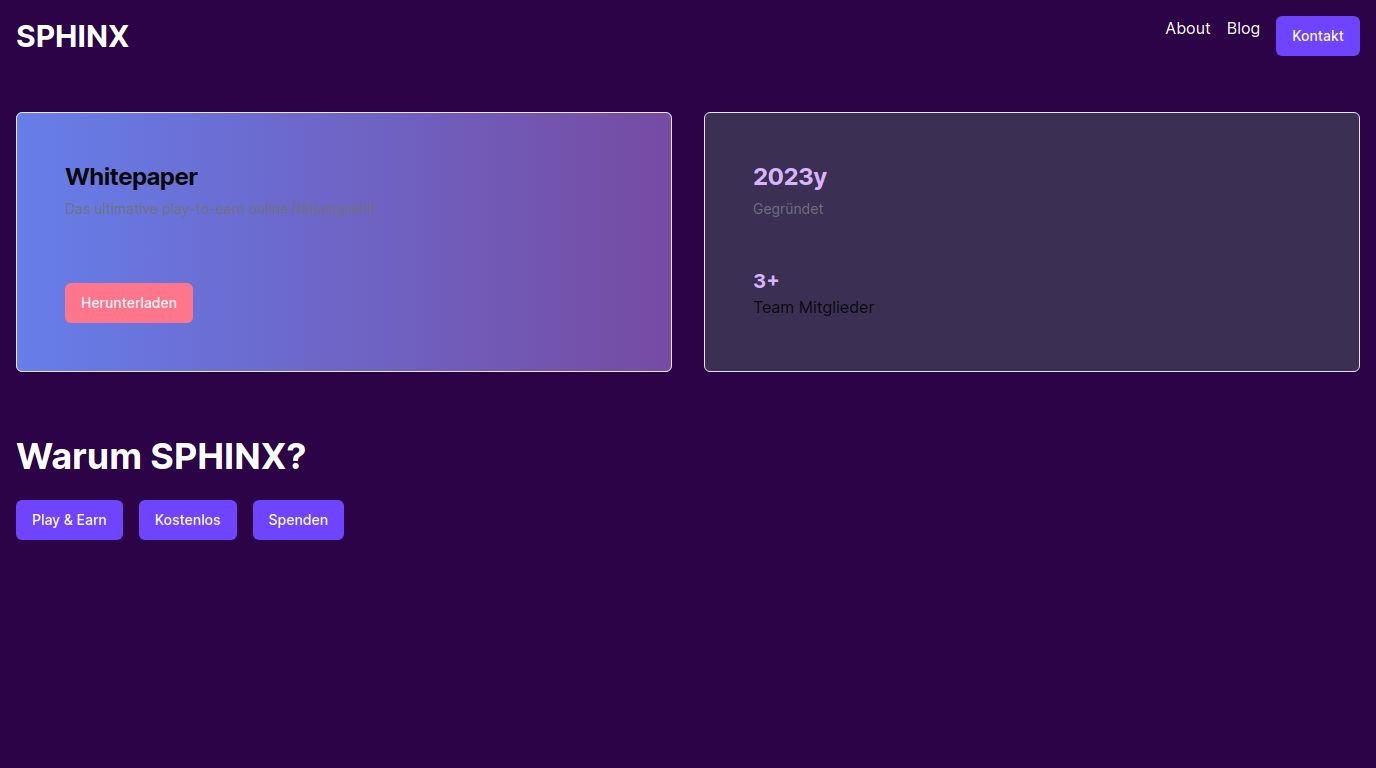 SPHINX
About Blog Kontakt
Whitepaper
Das ultimative play-to-earn online
Herunterladen
2023y
Gegründet
3+
Team Mitglieder
Warum SPHINX?
Play & Earn Kostenlos Spenden